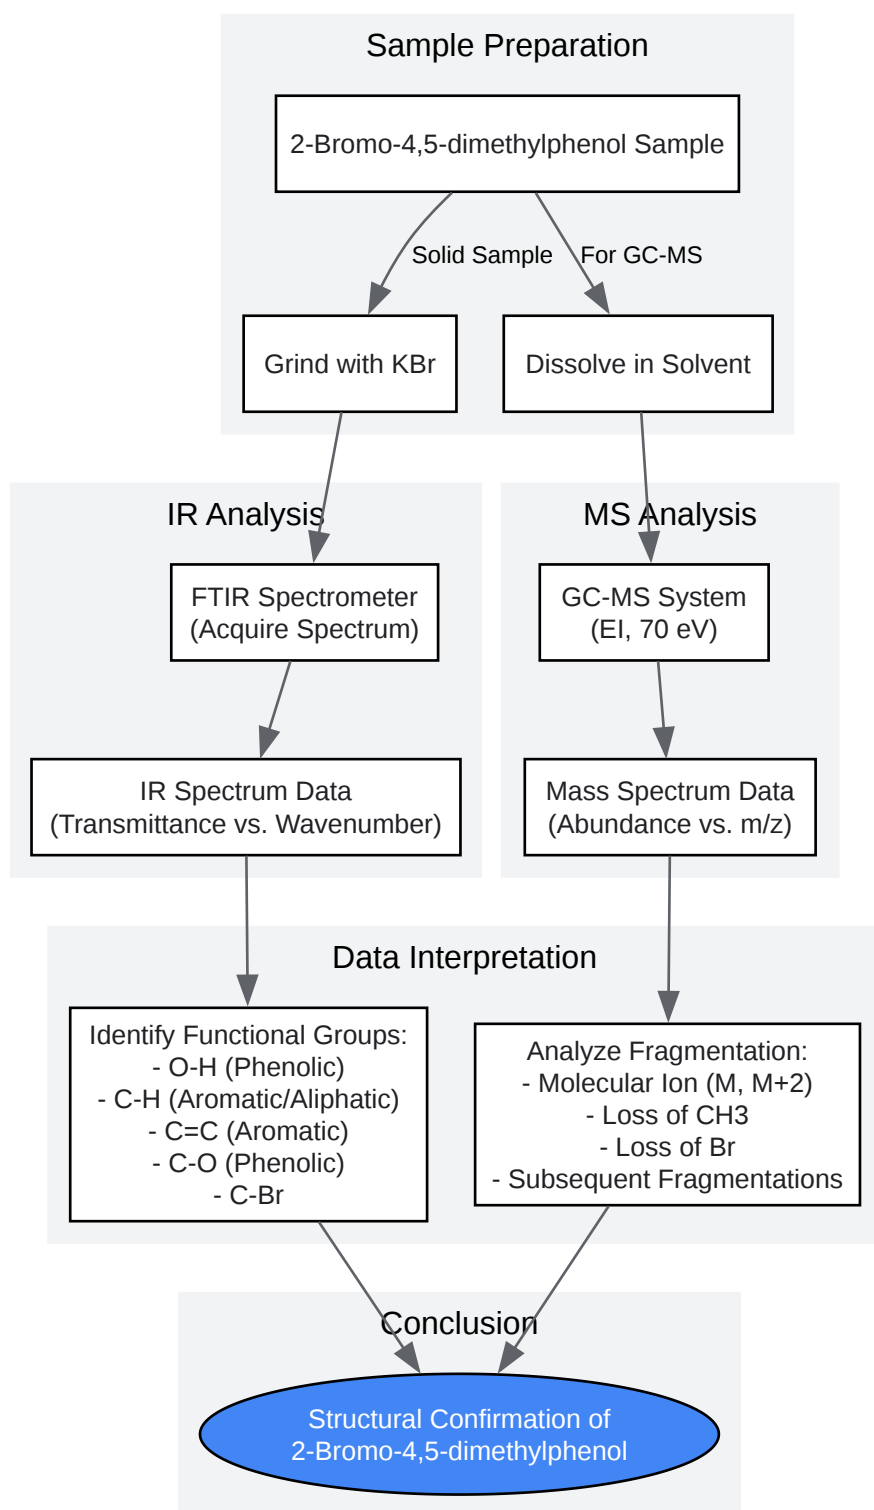 Sample Preparation
2-Bromo-4,5-dimethylphenol Sample
Solid Sample
For GC-MS
Grind with KBr
Dissolve in Solvent
IR Analysis
MS Analysis
FTIR Spectrometer
(Acquire Spectrum)
GC-MS System
(EI, 70 eV)
IR Spectrum Data
(Transmittance vs. Wavenumber)
Mass Spectrum Data
(Abundance vs. m/z)
Data Interpretation
Identify Functional Groups:
- O-H (Phenolic)
- C-H (Aromatic/Aliphatic)
- C=C (Aromatic)
- C-O (Phenolic)
- C-Br
Analyze Fragmentation:
- Molecular Ion (M, M+2)
- Loss of CH3
- Loss of Br
- Subsequent Fragmentations
Conclusion
Structural Confirmation of
2-Bromo-4,5-dimethylphenol